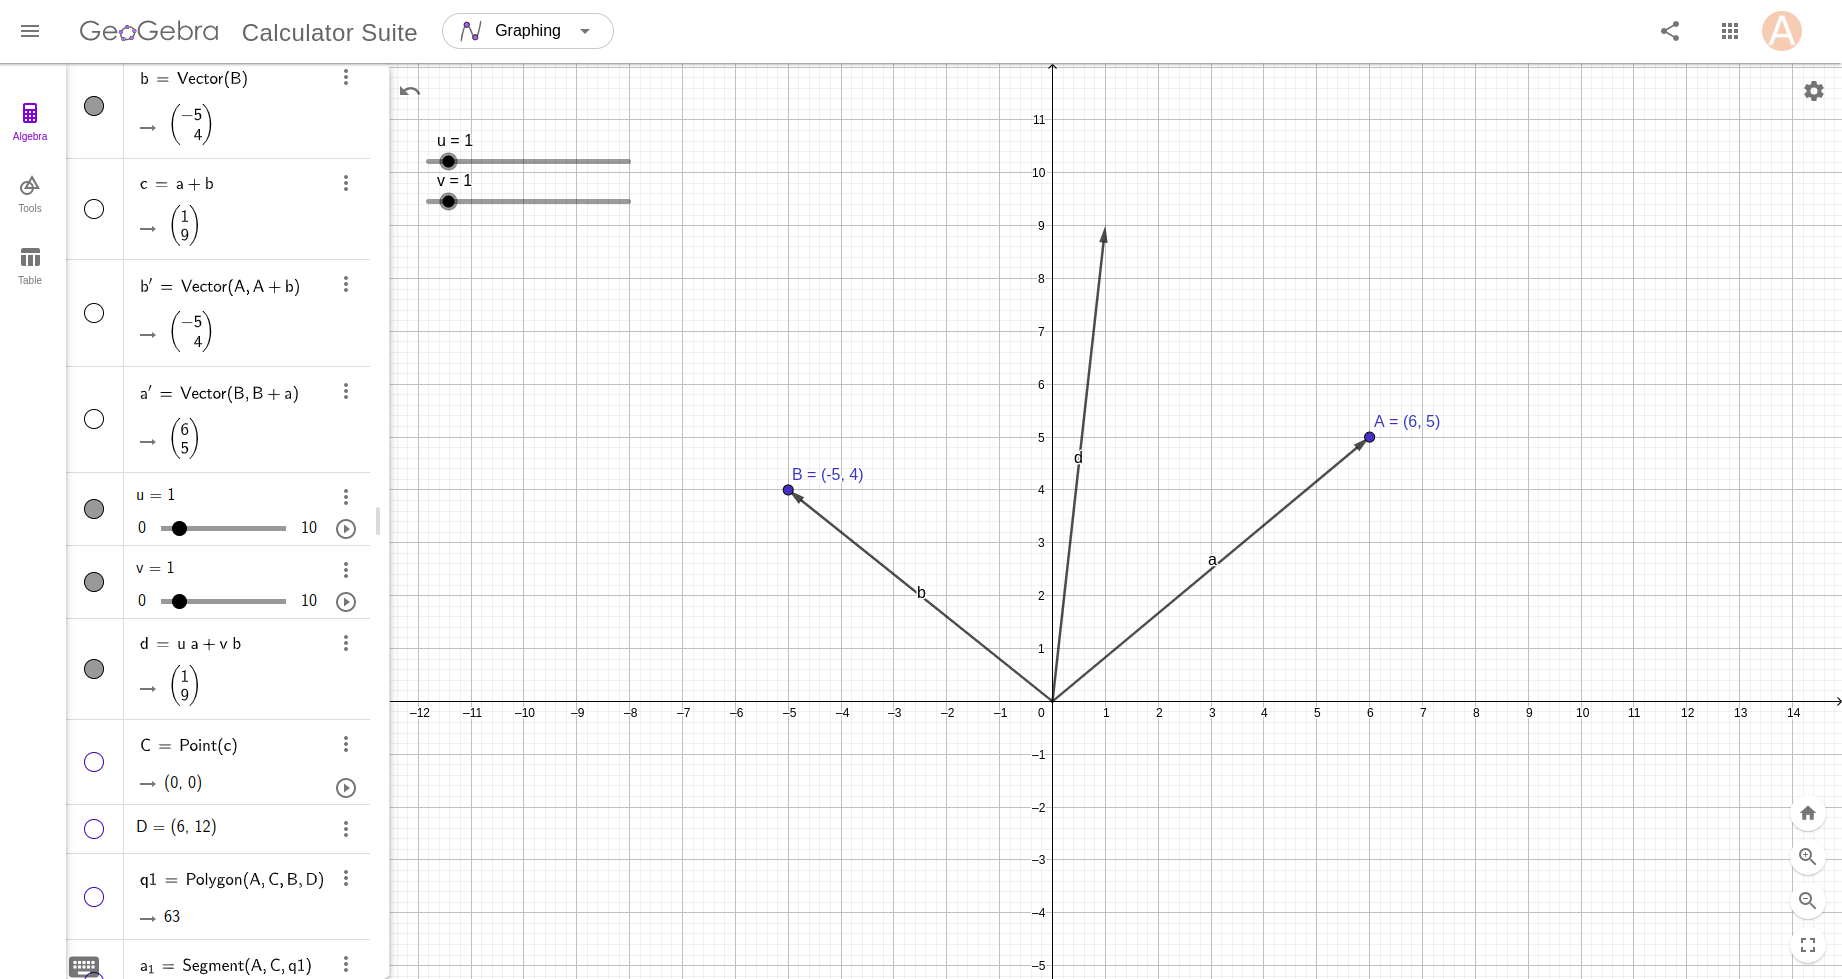 GeoGebra Calculator Suite Graphing A
Algebra
Tools
Table
b = Vector(B)
→ (−5 4)
c = a + b
→ (1 9)
b′ = Vector(A, A + b)
→ (−5 4)
a′ = Vector(B, B + a)
→ (6 5)
u = 1
0 10
v = 1
0 10
d = u a + v b
→ (1 9)
C = Point(c)
→ (0, 0)
D = (6, 12)
q1 = Polygon(A, C, B, D)
→ 63
a₁ = Segment(A, C, q1)
u = 1
v = 1
11
10
9
8
7
6
A = (6, 5)
5
d
B = (-5, 4)
4
3
a
b
2
1
–12 –11 –10 –9 –8 –7 –6 –5 –4 –3 –2 –1 0 1 2 3 4 5 6 7 8 9 10 11 12 13 14
–1
–2
–3
–4
–5